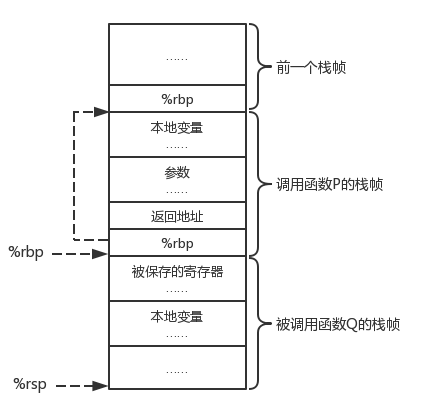 ……
前一个栈帧
%rbp
本地变量
……
参数
……
调用函数P的栈帧
返回地址
%rbp
%rbp
被保存的寄存器
……
本地变量
……
被调用函数Q的栈帧
……
%rsp